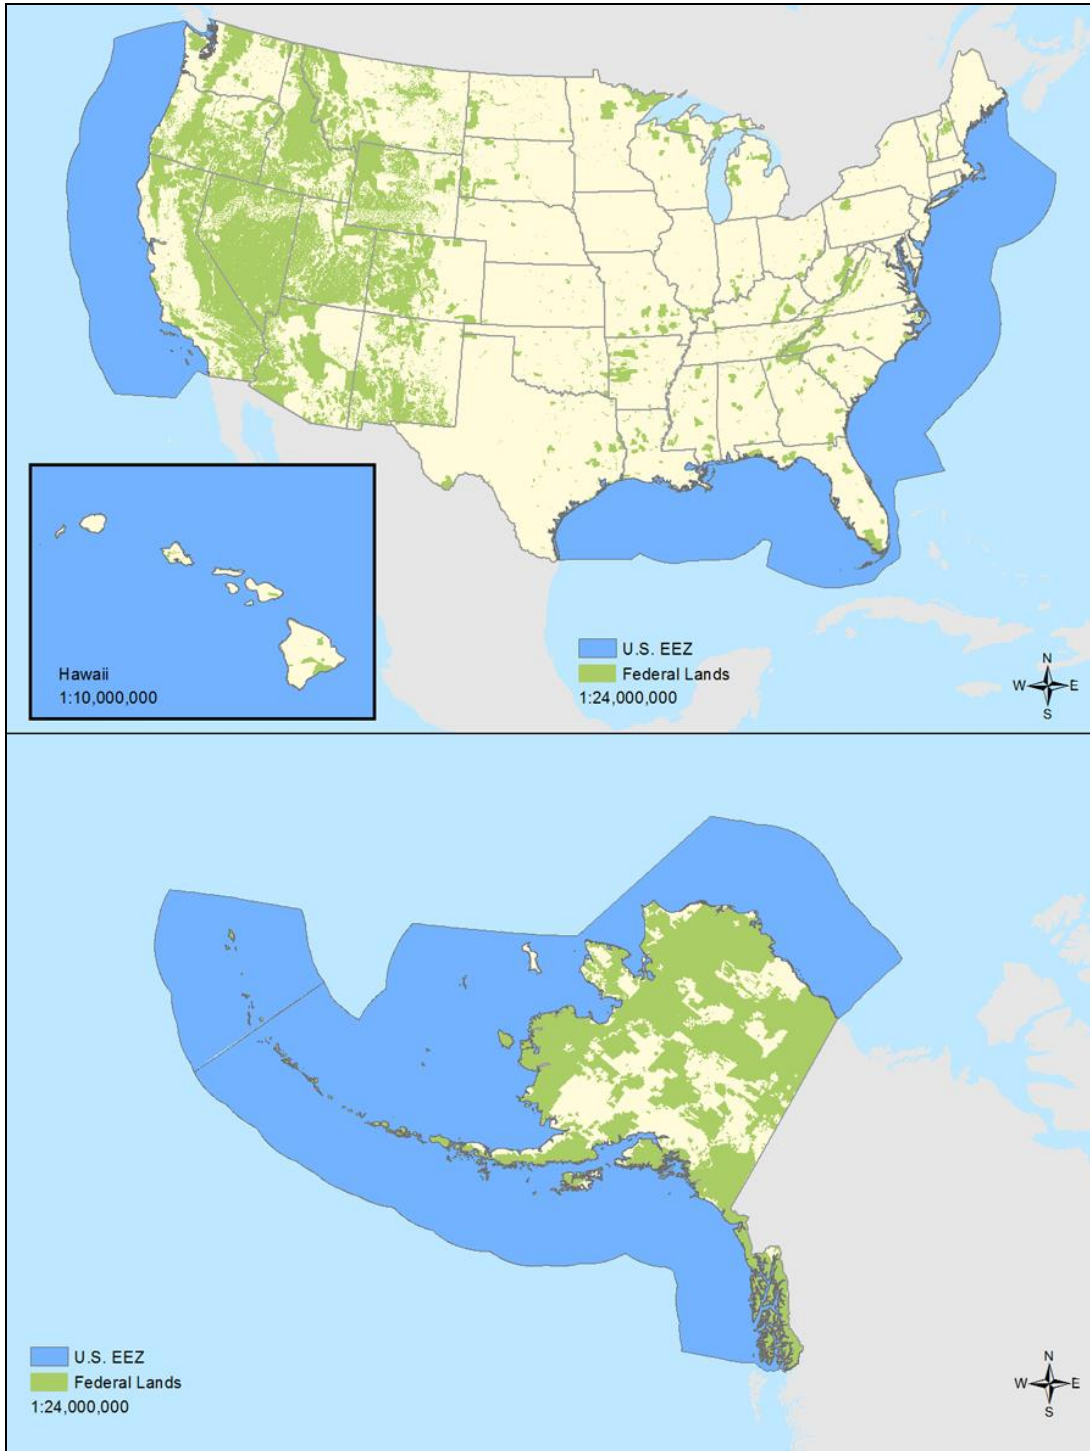 Hawaii
1:10,000,000
U.S. EEZ
Federal Lands
1:24,000,000
N
W E
S
U.S. EEZ
Federal Lands
1:24,000,000
N
W E
S